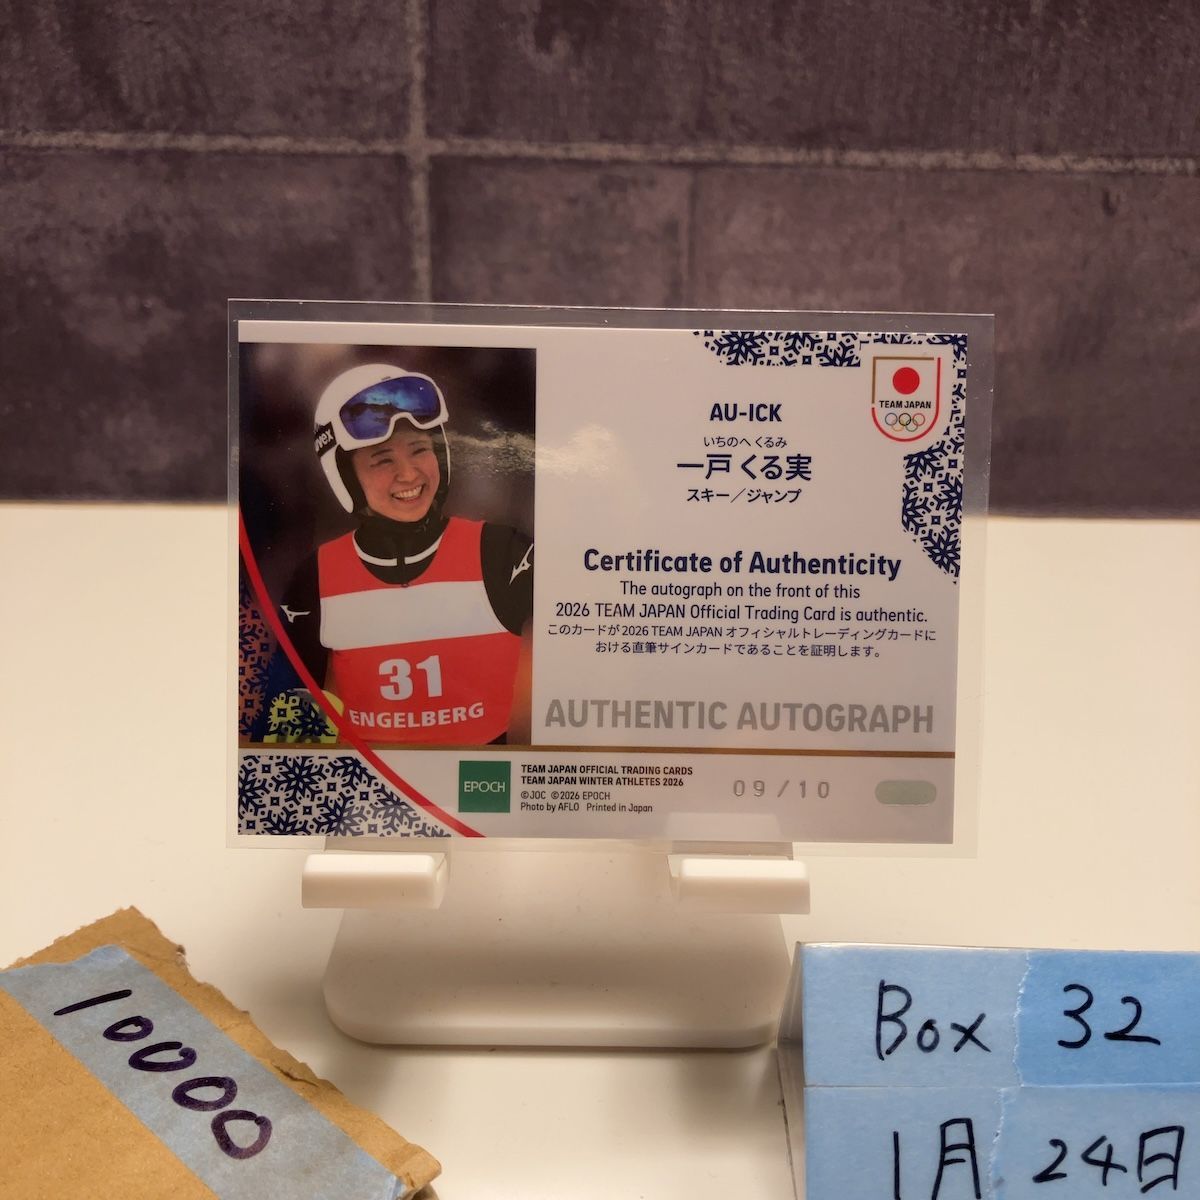 uvex
31
ENGELBERG
AU-ICK
いちのへ くるみ
一戸 くる実
スキー／ジャンプ
TEAM JAPAN
Certificate of Authenticity
The autograph on the front of this
2026 TEAM JAPAN Official Trading Card is authentic.
このカードが 2026 TEAM JAPAN オフィシャルトレーディングカードに
おける直筆サインカードであることを証明します。
AUTHENTIC AUTOGRAPH
EPOCH
TEAM JAPAN OFFICIAL TRADING CARDS
TEAM JAPAN WINTER ATHLETES 2026
©JOC ©2026 EPOCH
Photo by AFLO Printed in Japan
09/10
10000
Box 32
1月24日